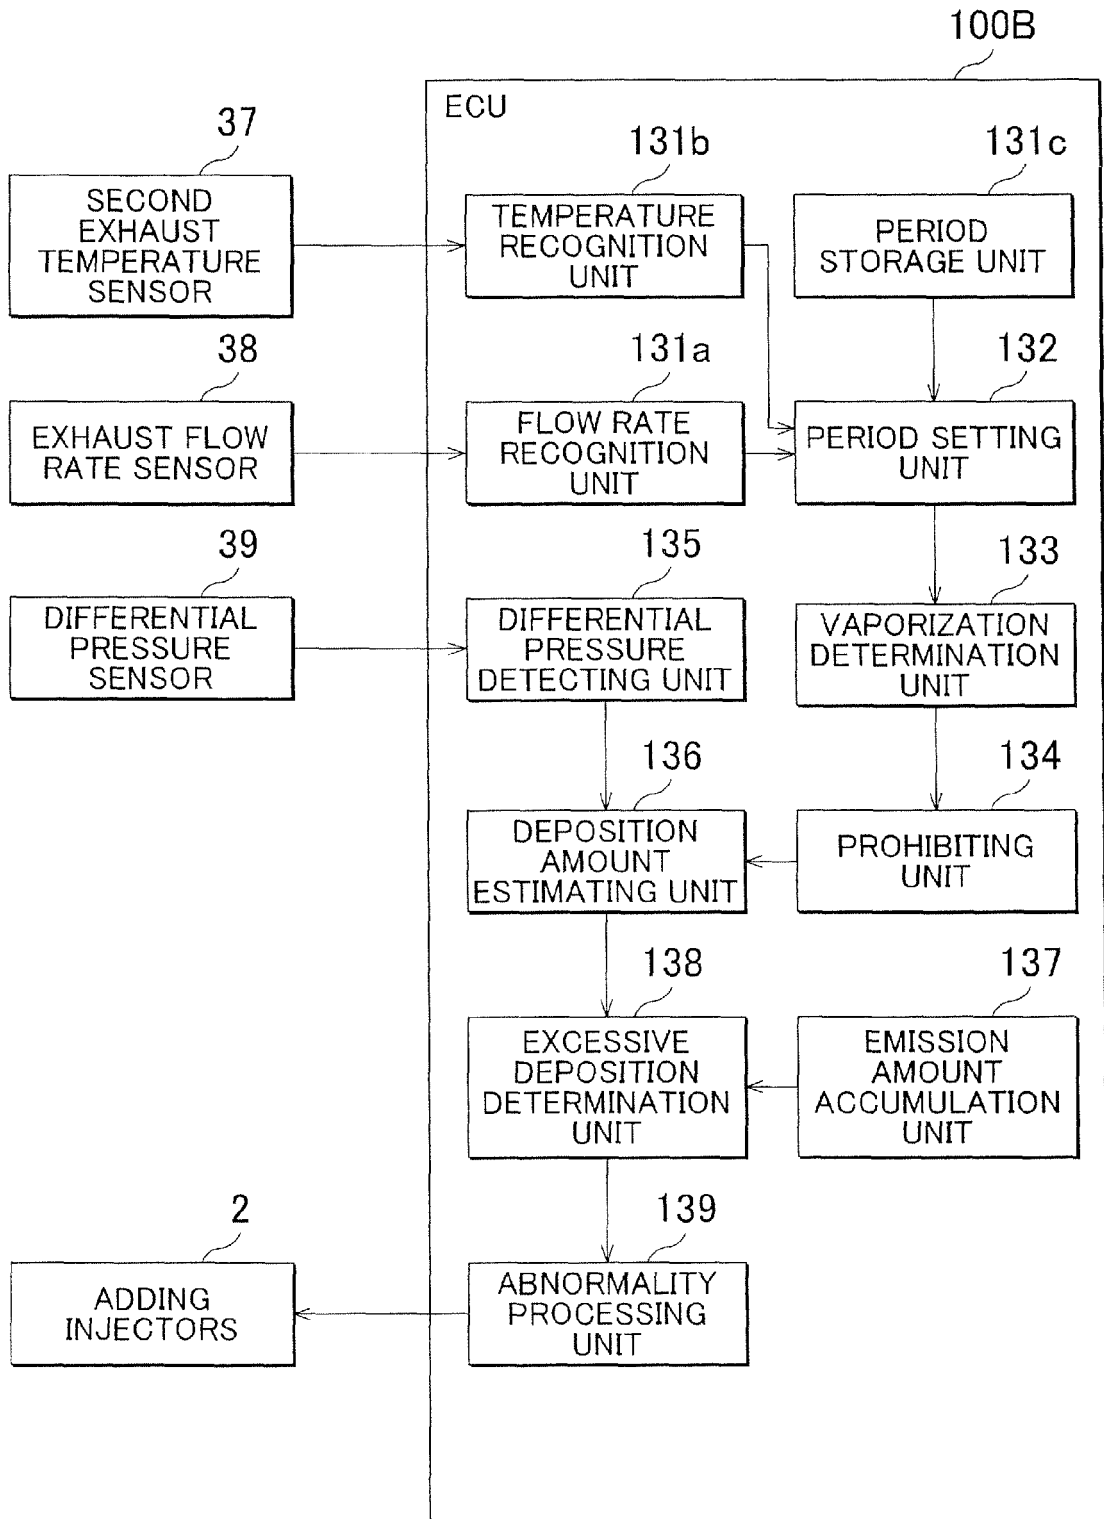 100B
ECU
37
SECOND
EXHAUST
TEMPERATURE
SENSOR
131b
TEMPERATURE
RECOGNITION
UNIT
131c
PERIOD
STORAGE UNIT
38
EXHAUST FLOW
RATE SENSOR
131a
FLOW RATE
RECOGNITION
UNIT
132
PERIOD SETTING
UNIT
39
DIFFERENTIAL
PRESSURE
SENSOR
135
DIFFERENTIAL
PRESSURE
DETECTING UNIT
133
VAPORIZATION
DETERMINATION
UNIT
136
DEPOSITION
AMOUNT
ESTIMATING UNIT
134
PROHIBITING
UNIT
138
EXCESSIVE
DEPOSITION
DETERMINATION
UNIT
137
EMISSION
AMOUNT
ACCUMULATION
UNIT
2
ADDING
INJECTORS
139
ABNORMALITY
PROCESSING
UNIT